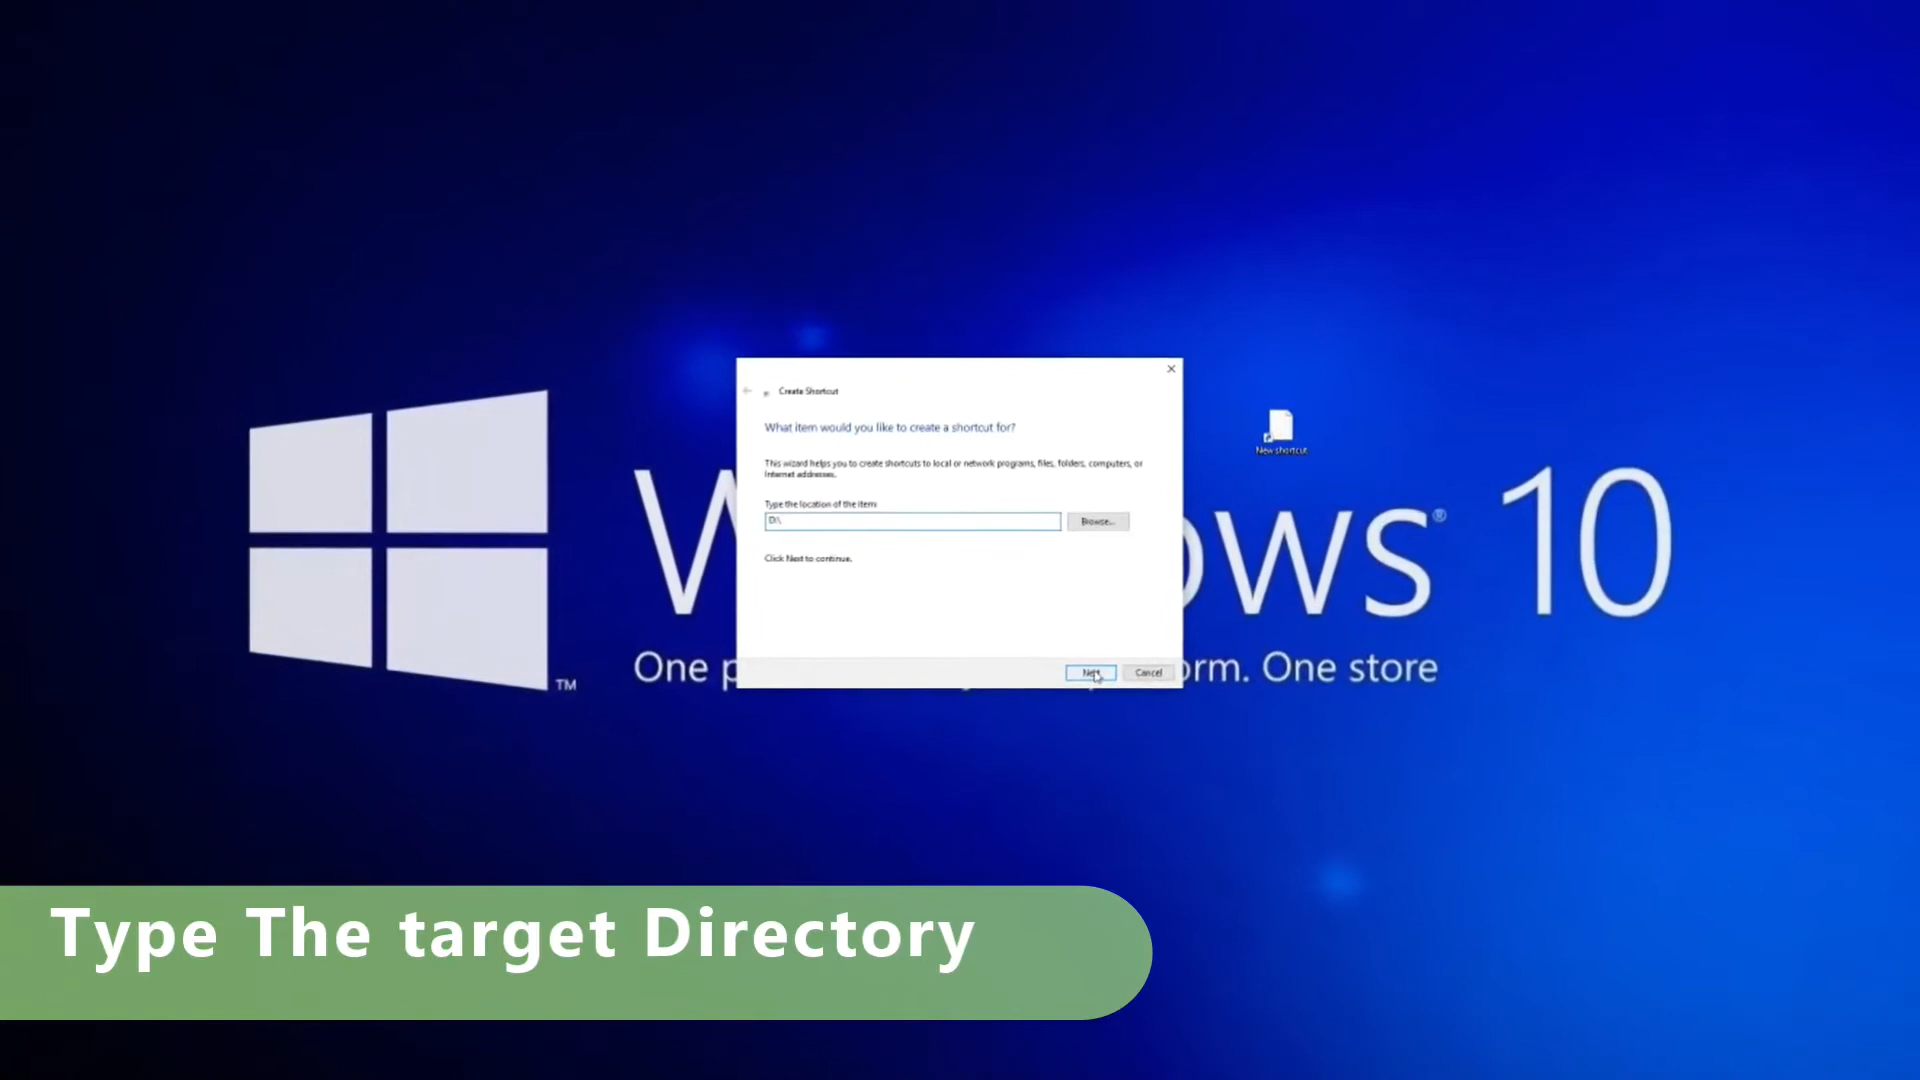 Create Shortcut
What item would you like to create a shortcut for?
This wizard helps you to create shortcuts to local or network programs, files, folders, computers, or
Internet addresses.
Type the location of the item:
D:\
Browse...
Click Next to continue.
Next
Cancel
New shortcut
W ows® 10
One p orm. One store
TM
Type The target Directory